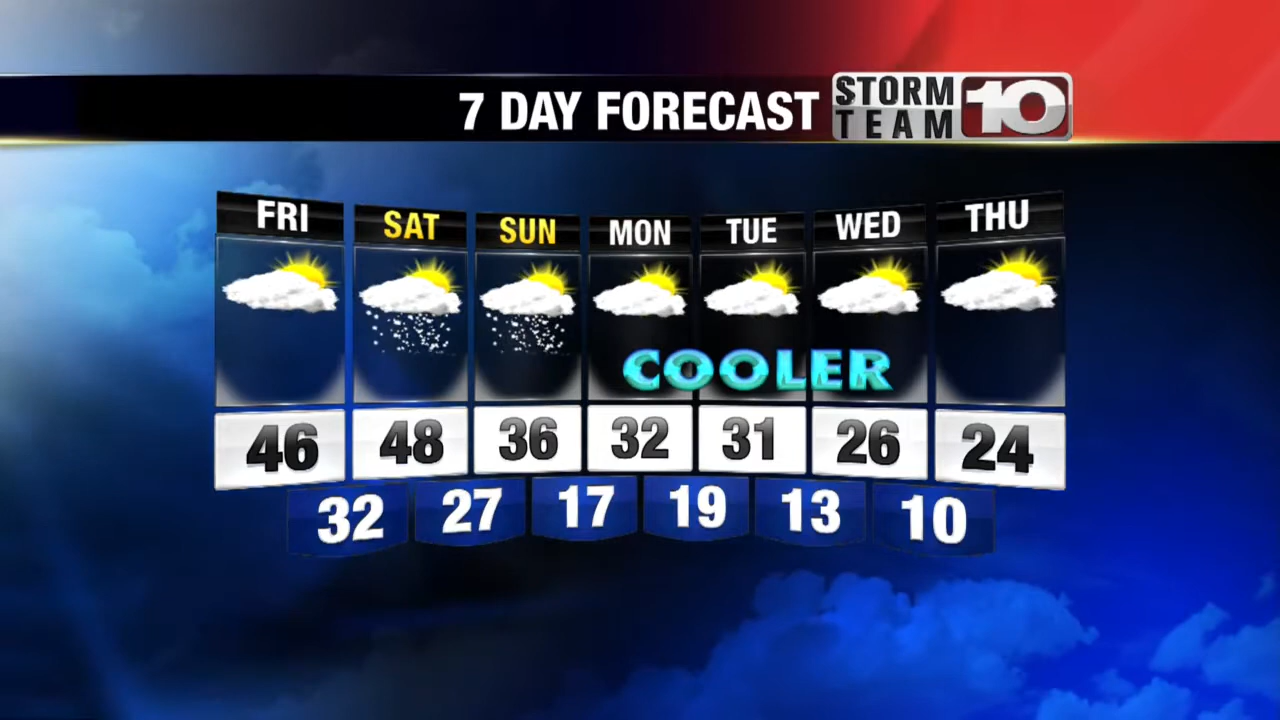 7 DAY FORECAST
STORM
TEAM
10
FRI SAT SUN MON TUE WED THU
COOLER
46 48 36 32 31 26 24
32 27 17 19 13 10